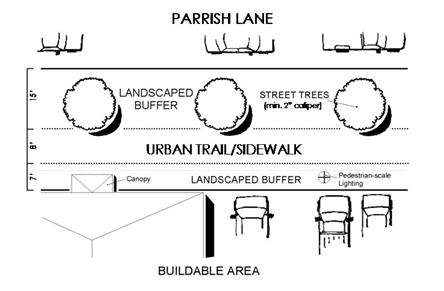 PARRISH LANE
15'
LANDSCAPED
BUFFER
STREET TREES
(min. 2" caliper)
8'
URBAN TRAIL/SIDEWALK
7'
Canopy
LANDSCAPED BUFFER
Pedestrian-scale
Lighting
BUILDABLE AREA